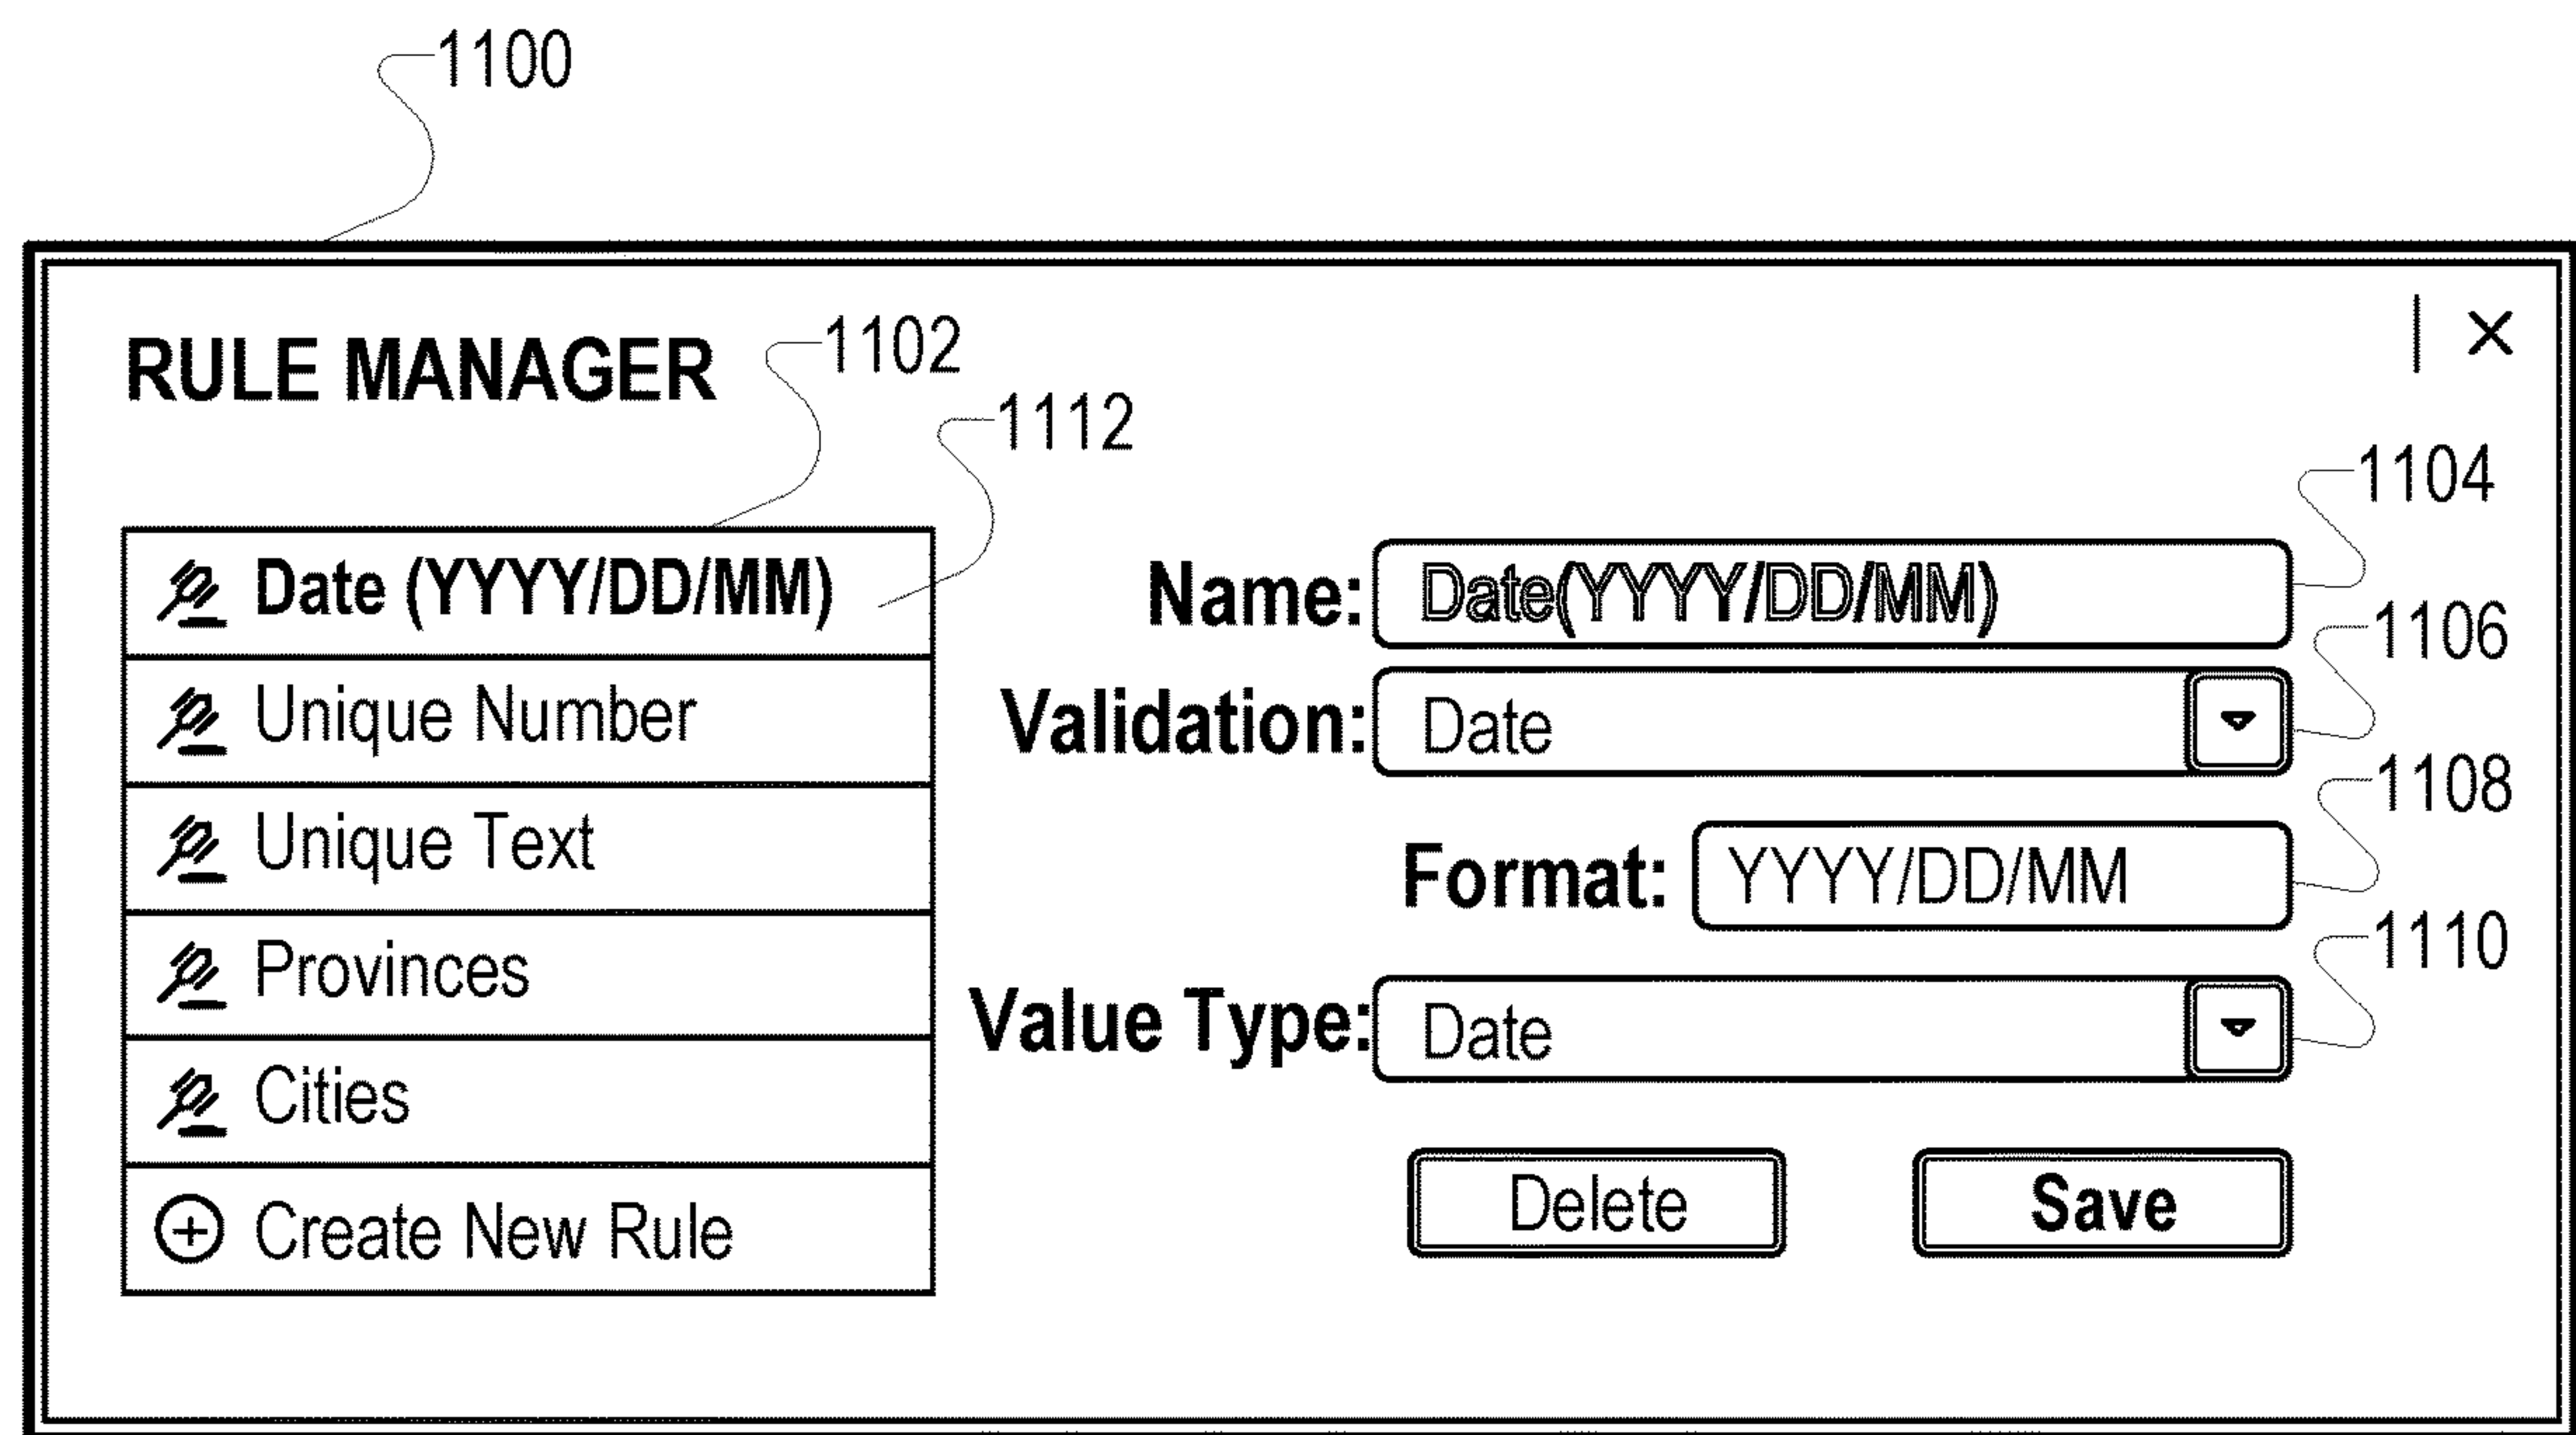 1100
RULE MANAGER
1102
1112
Date (YYYY/DD/MM)
Unique Number
Unique Text
Provinces
Cities
Create New Rule
Name: Date(YYYY/DD/MM)
1104
Validation: Date
1106
Format: YYYY/DD/MM
1108
Value Type: Date
1110
Delete
Save